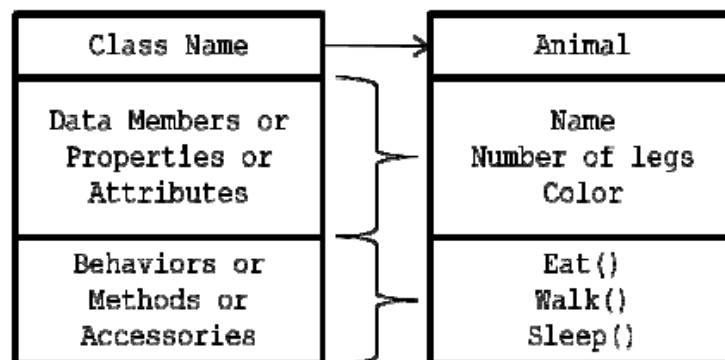 Class Name
Animal
Data Members or
Properties or
Attributes
Name
Number of legs
Color
Behaviors or
Methods or
Accessories
Eat()
Walk()
Sleep()